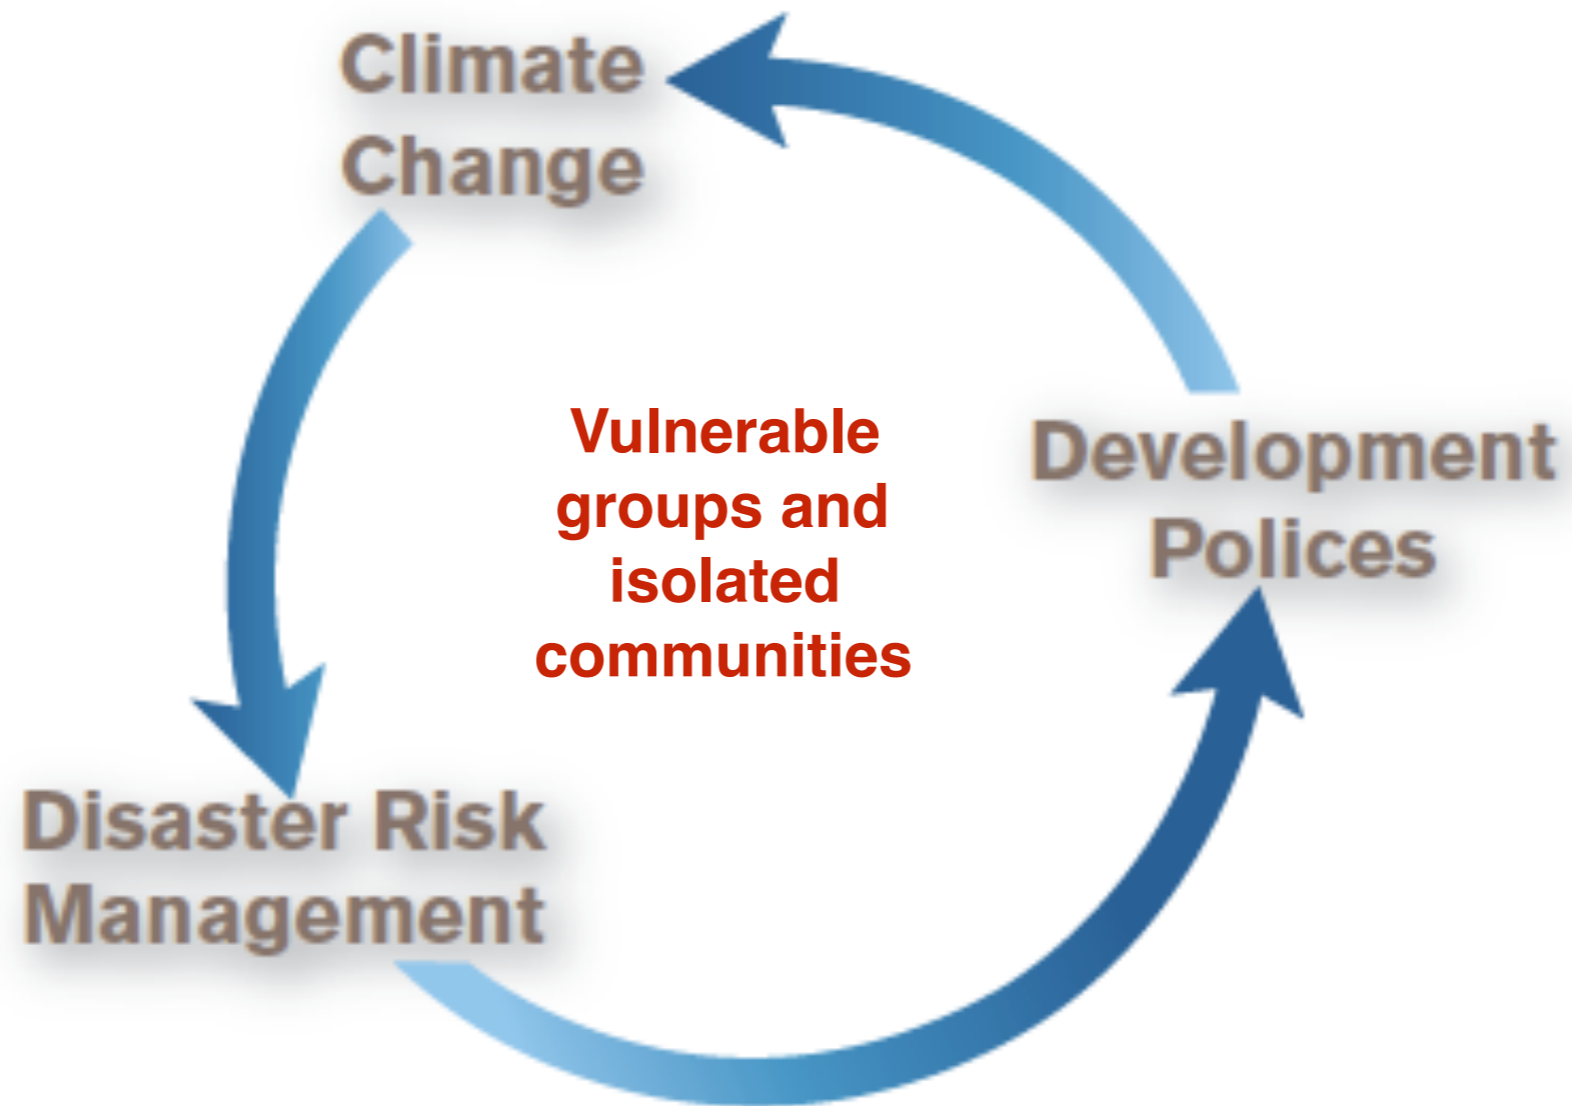 Climate
Change
Vulnerable
groups and
isolated
communities
Development
Polices
Disaster Risk
Management